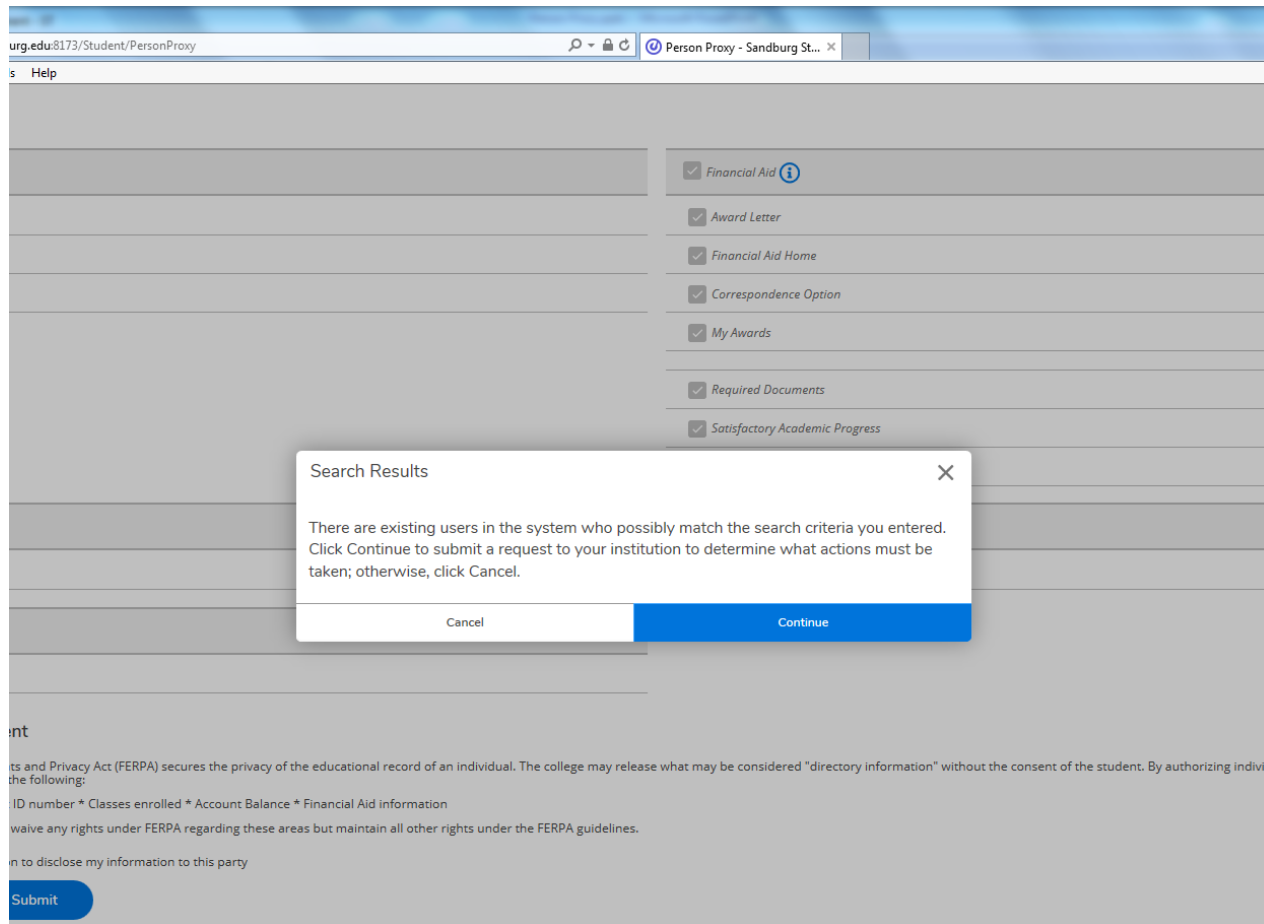 urg.edu:8173/Student/PersonProxy
Person Proxy - Sandburg St...
s Help
Financial Aid
Award Letter
Financial Aid Home
Correspondence Option
My Awards
Required Documents
Satisfactory Academic Progress
Search Results
There are existing users in the system who possibly match the search criteria you entered.
Click Continue to submit a request to your institution to determine what actions must be
taken; otherwise, click Cancel.
Cancel
Continue
ent
ts and Privacy Act (FERPA) secures the privacy of the educational record of an individual. The college may release what may be considered "directory information" without the consent of the student. By authorizing indivi
the following:
ID number * Classes enrolled * Account Balance * Financial Aid information
waive any rights under FERPA regarding these areas but maintain all other rights under the FERPA guidelines.
on to disclose my information to this party
Submit